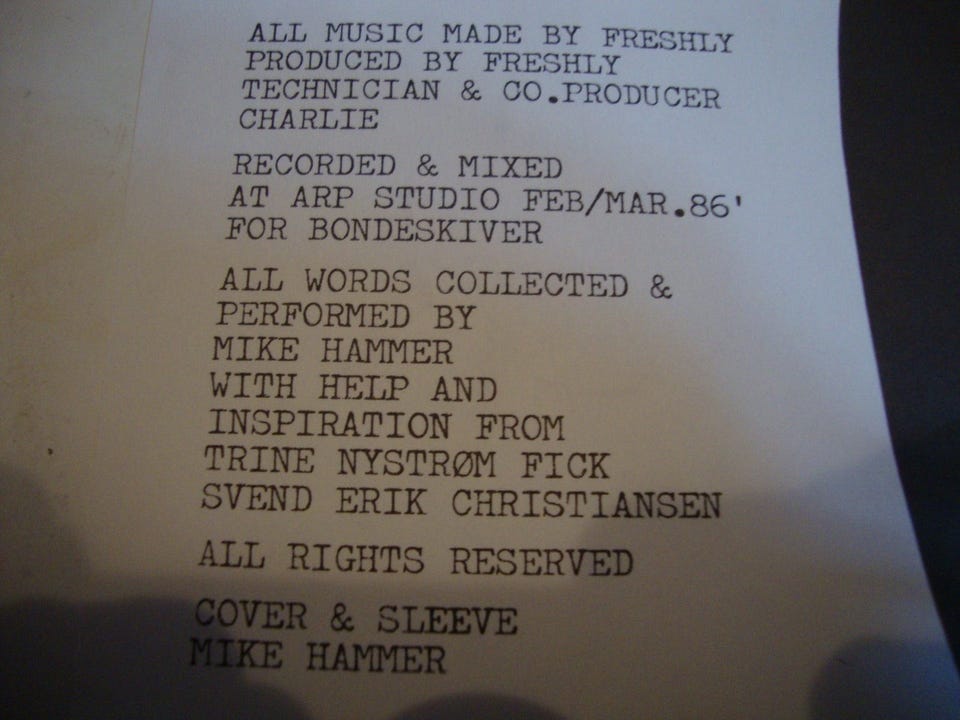 ALL MUSIC MADE BY FRESHLY
PRODUCED BY FRESHLY
TECHNICIAN & CO.PRODUCER
CHARLIE
RECORDED & MIXED
AT ARP STUDIO FEB/MAR.86'
FOR BONDESKIVER
ALL WORDS COLLECTED &
PERFORMED BY
MIKE HAMMER
WITH HELP AND
INSPIRATION FROM
TRINE NYSTRØM FICK
SVEND ERIK CHRISTIANSEN
ALL RIGHTS RESERVED
COVER & SLEEVE
MIKE HAMMER